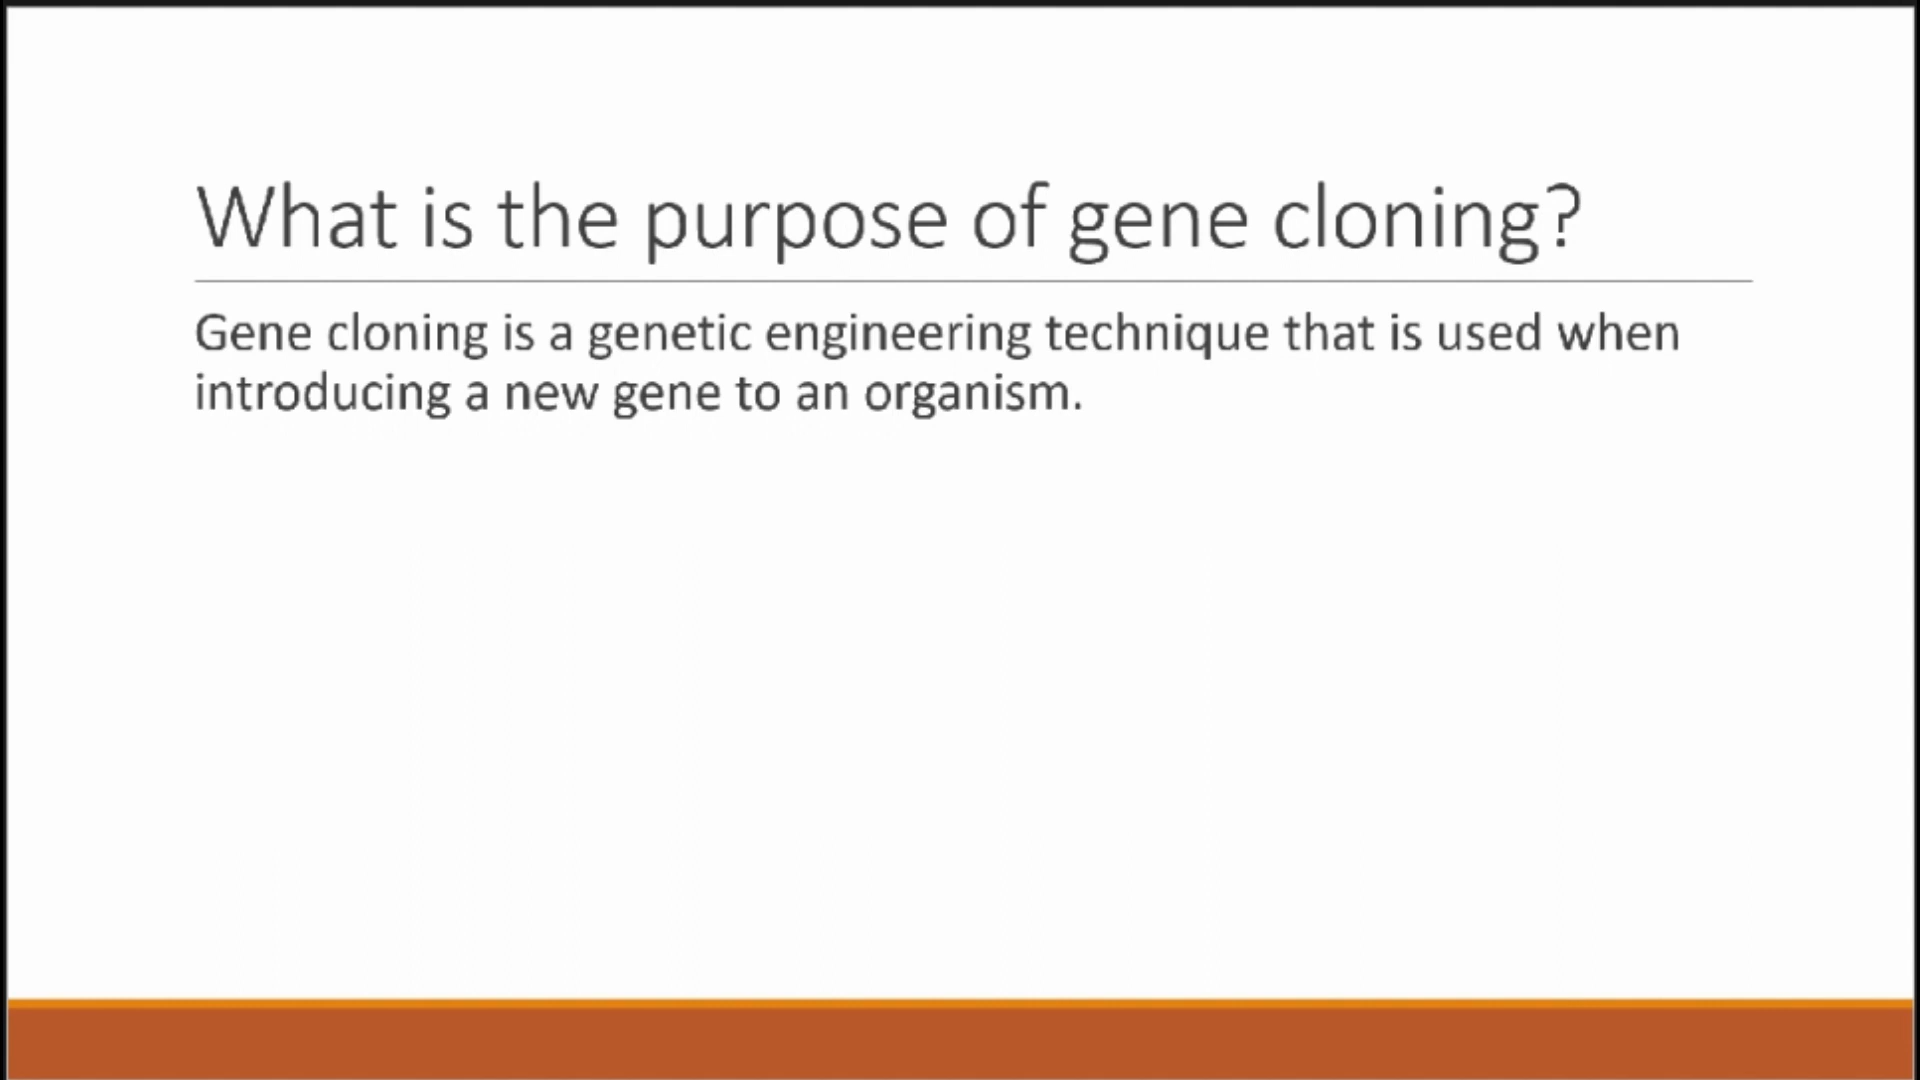 What is the purpose of gene cloning?
Gene cloning is a genetic engineering technique that is used when
introducing a new gene to an organism.